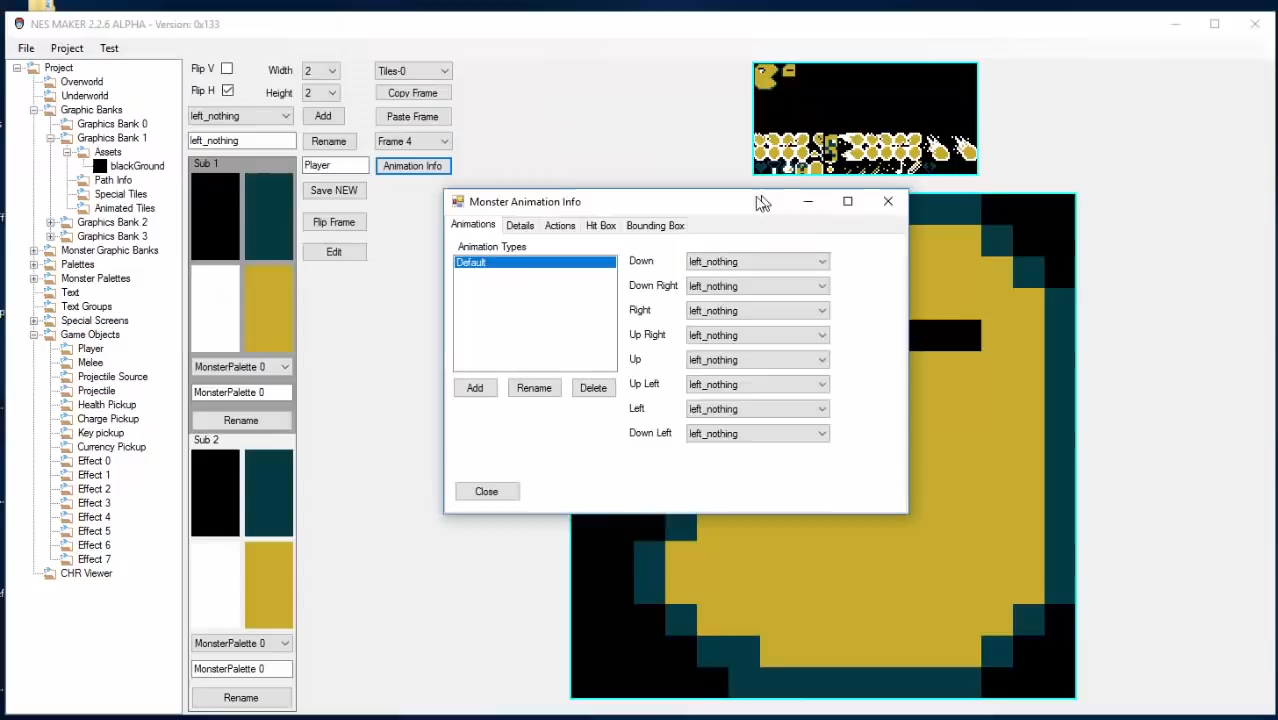 NES MAKER 2.2.6 ALPHA - Version: 0x133
File Project Test
Project
Overworld
Underworld
Graphic Banks
Graphics Bank 0
Graphics Bank 1
Assets
blackGround
Path Info
Special Tiles
Animated Tiles
Graphics Bank 2
Graphics Bank 3
Monster Graphic Banks
Palettes
Monster Palettes
Text
Text Groups
Special Screens
Game Objects
Player
Melee
Projectile Source
Projectile
Health Pickup
Charge Pickup
Key pickup
Currency Pickup
Effect 0
Effect 1
Effect 2
Effect 3
Effect 4
Effect 5
Effect 6
Effect 7
CHR Viewer
Flip V Width 2 Tiles-0
Flip H Height 2 Copy Frame
left_nothing Add Paste Frame
left_nothing Rename Frame 4
Sub 1 Player Animation Info
Save NEW
Flip Frame
Edit
MonsterPalette 0
MonsterPalette 0
Rename
Sub 2
MonsterPalette 0
MonsterPalette 0
Rename
Monster Animation Info
Animations Details Actions Hit Box Bounding Box
Animation Types
Default
Add Rename Delete
Down left_nothing
Down Right left_nothing
Right left_nothing
Up Right left_nothing
Up left_nothing
Up Left left_nothing
Left left_nothing
Down Left left_nothing
Close